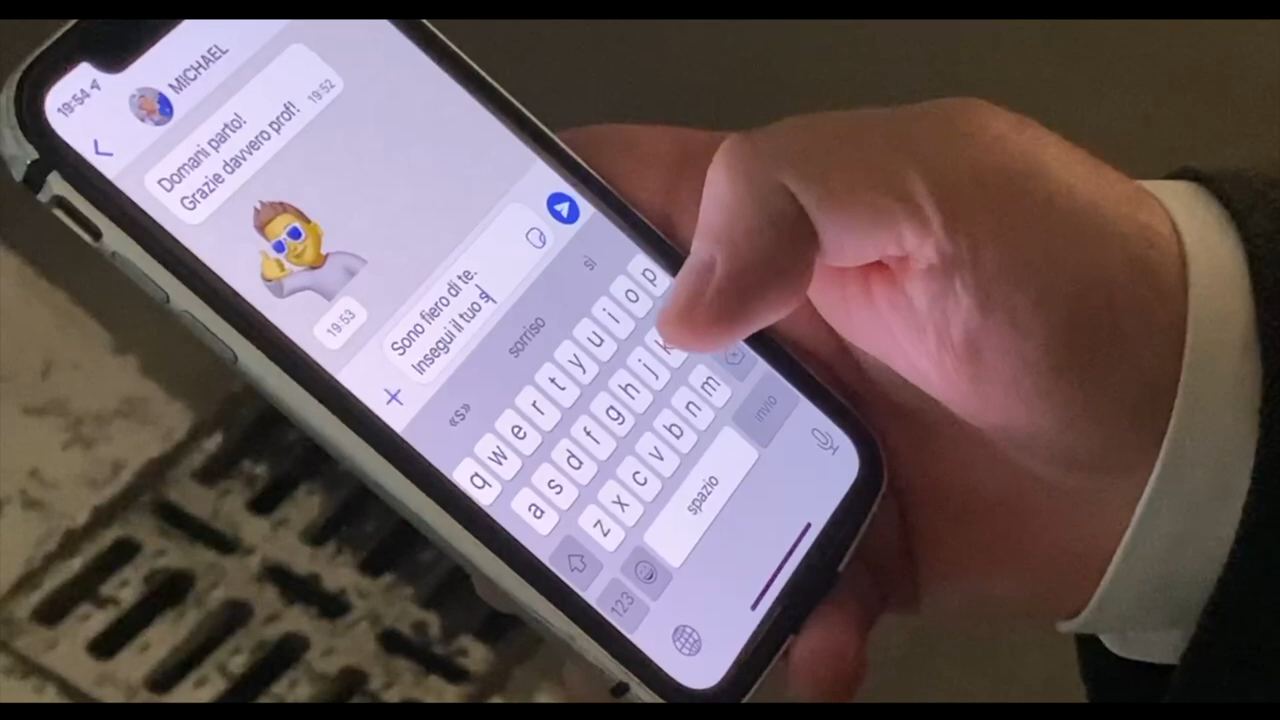 19:54
MICHAEL
Domani parto!
Grazie davvero prof! 19:52
19:53
Sono fiero di te.
Insegui il tuo s
«s» sorriso sì
q w e r t y u i o p
a s d f g h j k
z x c v b n m
123 spazio invio